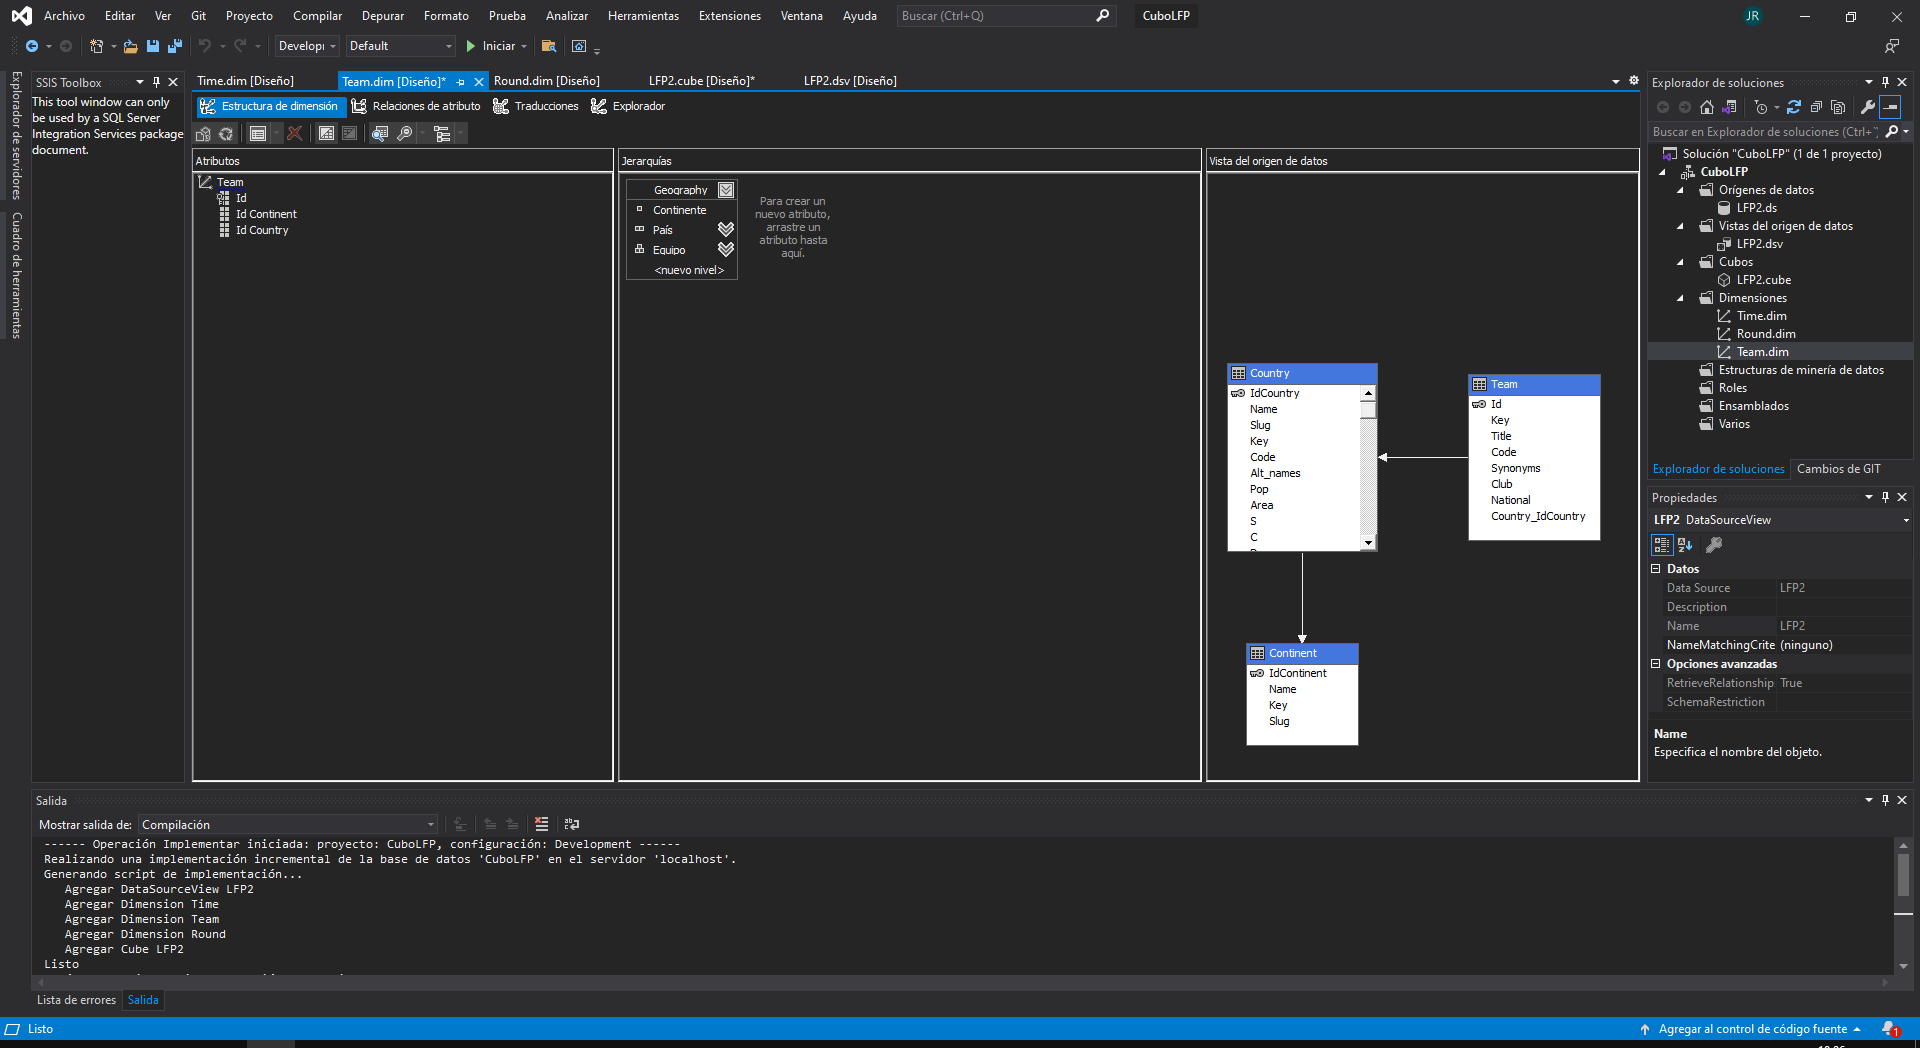 Archivo Editar Ver Git Proyecto Compilar Depurar Formato Prueba Analizar Herramientas Extensiones Ventana Ayuda Buscar (Ctrl+Q) CuboLFP JR
Developi Default Iniciar
Explorador de servidores
Cuadro de herramientas
SSIS Toolbox
This tool window can only
be used by a SQL Server
Integration Services package
document.
Time.dim [Diseño] Team.dim [Diseño]* Round.dim [Diseño] LFP2.cube [Diseño]* LFP2.dsv [Diseño]
Estructura de dimensión Relaciones de atributo Traducciones Explorador
Atributos
Team
Id
Id Continent
Id Country
Jerarquías
Geography
Continente
País
Equipo
<nuevo nivel>
Para crear un
nuevo atributo,
arrastre un
atributo hasta
aquí.
Vista del origen de datos
Country
IdCountry
Name
Slug
Key
Code
Alt_names
Pop
Area
S
C
Team
Id
Key
Title
Code
Synonyms
Club
National
Country_IdCountry
Continent
IdContinent
Name
Key
Slug
Explorador de soluciones
Buscar en Explorador de soluciones (Ctrl+
Solución "CuboLFP" (1 de 1 proyecto)
CuboLFP
Orígenes de datos
LFP2.ds
Vistas del origen de datos
LFP2.dsv
Cubos
LFP2.cube
Dimensiones
Time.dim
Round.dim
Team.dim
Estructuras de minería de datos
Roles
Ensamblados
Varios
Explorador de soluciones Cambios de GIT
Propiedades
LFP2 DataSourceView
Datos
Data Source LFP2
Description
Name LFP2
NameMatchingCrite (ninguno)
Opciones avanzadas
RetrieveRelationship True
SchemaRestriction
Name
Especifica el nombre del objeto.
Salida
Mostrar salida de: Compilación
------ Operación Implementar iniciada: proyecto: CuboLFP, configuración: Development ------
Realizando una implementación incremental de la base de datos 'CuboLFP' en el servidor 'localhost'.
Generando script de implementación...
Agregar DataSourceView LFP2
Agregar Dimension Time
Agregar Dimension Team
Agregar Dimension Round
Agregar Cube LFP2
Listo
Lista de errores Salida
Listo Agregar al control de código fuente 1